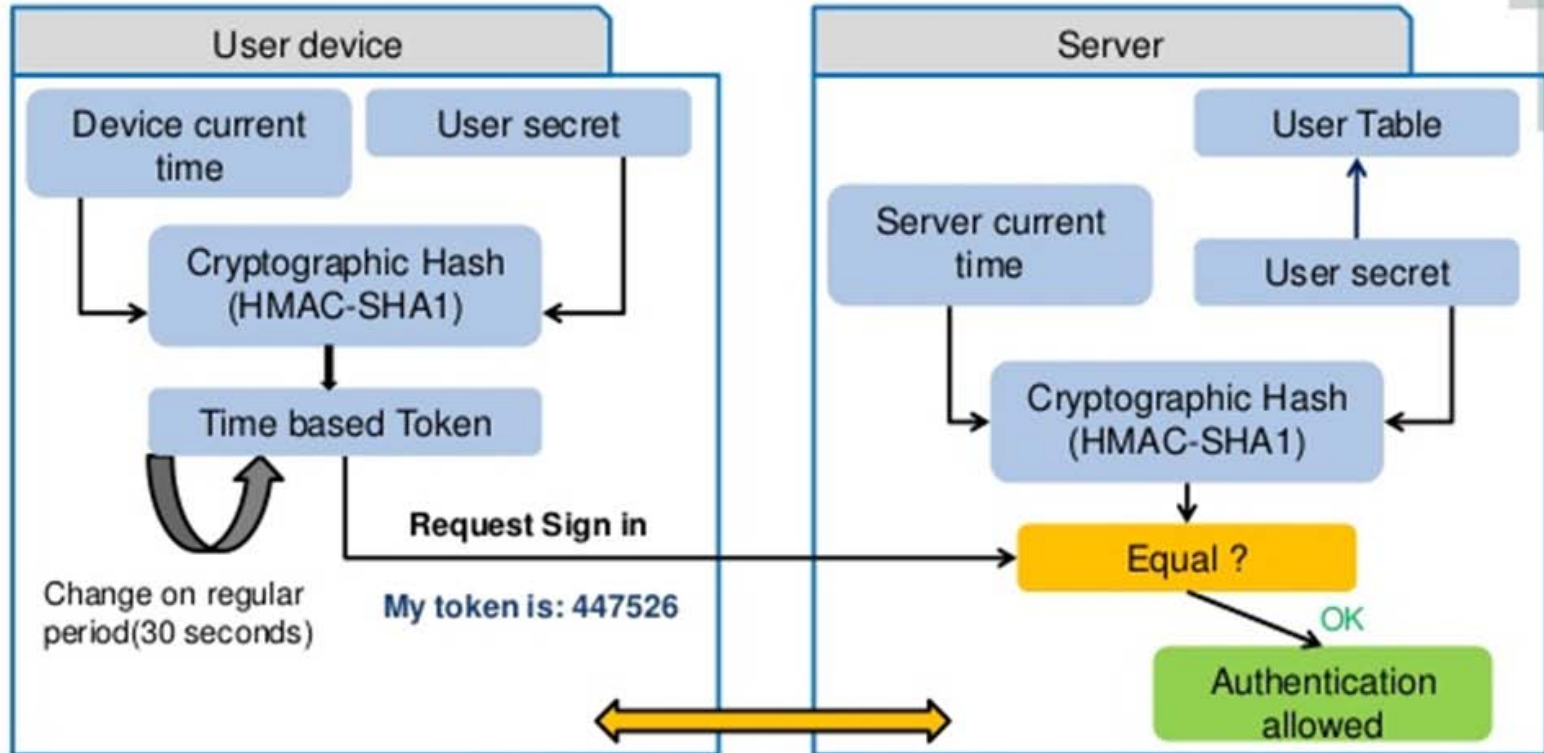 User device
Device current
time
User secret
Cryptographic Hash
(HMAC-SHA1)
Time based Token
Change on regular
period(30 seconds)
Request Sign in
My token is: 447526
Server
User Table
Server current
time
User secret
Cryptographic Hash
(HMAC-SHA1)
Equal ?
OK
Authentication
allowed